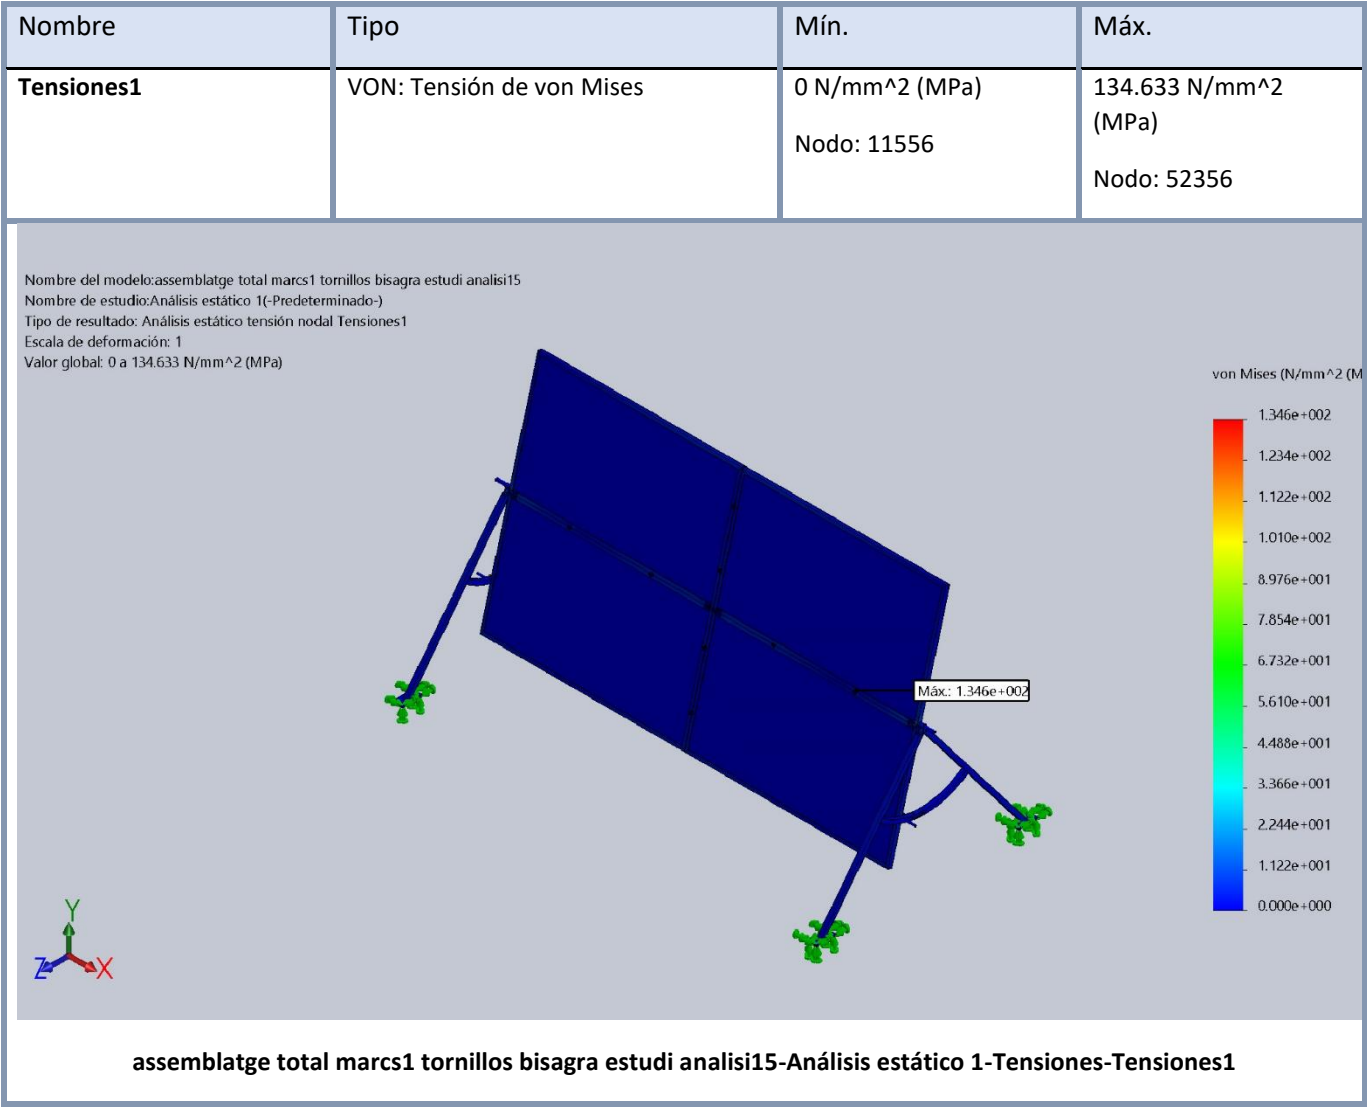 Nombre
Tipo
Mín.
Máx.
Tensiones1
VON: Tensión de von Mises
0 N/mm^2 (MPa)
Nodo: 11556
134.633 N/mm^2
(MPa)
Nodo: 52356
Nombre del modelo:assemblatge total marcs1 tornillos bisagra estudi analisi15
Nombre de estudio:Análisis estático 1(-Predeterminado-)
Tipo de resultado: Análisis estático tensión nodal Tensiones1
Escala de deformación: 1
Valor global: 0 a 134.633 N/mm^2 (MPa)
von Mises (N/mm^2 (M
1.346e+002
1.234e+002
1.122e+002
1.010e+002
8.976e+001
7.854e+001
6.732e+001
5.610e+001
4.488e+001
3.366e+001
2.244e+001
1.122e+001
0.000e+000
Máx.: 1.346e+002
Y
Z
X
assemblatge total marcs1 tornillos bisagra estudi analisi15-Análisis estático 1-Tensiones-Tensiones1